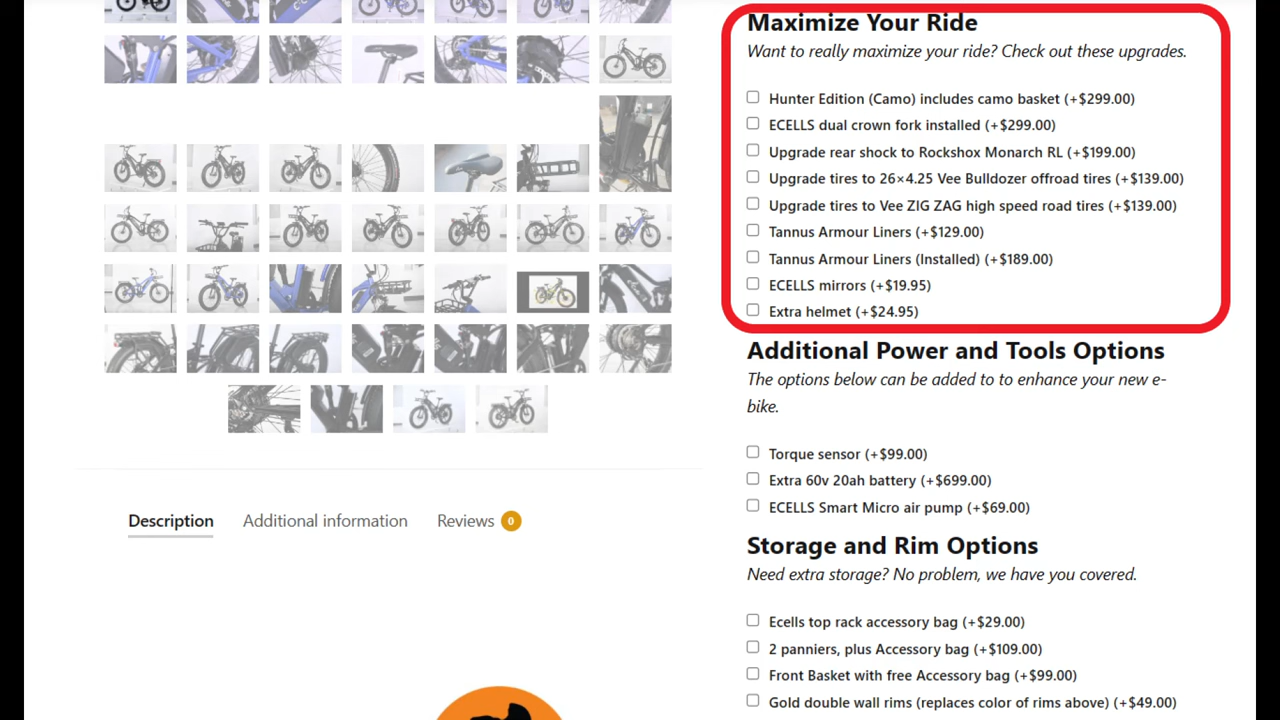 Maximize Your Ride
Want to really maximize your ride? Check out these upgrades.
Hunter Edition (Camo) includes camo basket (+$299.00)
ECELLS dual crown fork installed (+$299.00)
Upgrade rear shock to Rockshox Monarch RL (+$199.00)
Upgrade tires to 26×4.25 Vee Bulldozer offroad tires (+$139.00)
Upgrade tires to Vee ZIG ZAG high speed road tires (+$139.00)
Tannus Armour Liners (+$129.00)
Tannus Armour Liners (Installed) (+$189.00)
ECELLS mirrors (+$19.95)
Extra helmet (+$24.95)
Additional Power and Tools Options
The options below can be added to to enhance your new e-
bike.
Torque sensor (+$99.00)
Extra 60v 20ah battery (+$699.00)
ECELLS Smart Micro air pump (+$69.00)
Storage and Rim Options
Need extra storage? No problem, we have you covered.
Ecells top rack accessory bag (+$29.00)
2 panniers, plus Accessory bag (+$109.00)
Front Basket with free Accessory bag (+$99.00)
Gold double wall rims (replaces color of rims above) (+$49.00)
Description Additional information Reviews 0